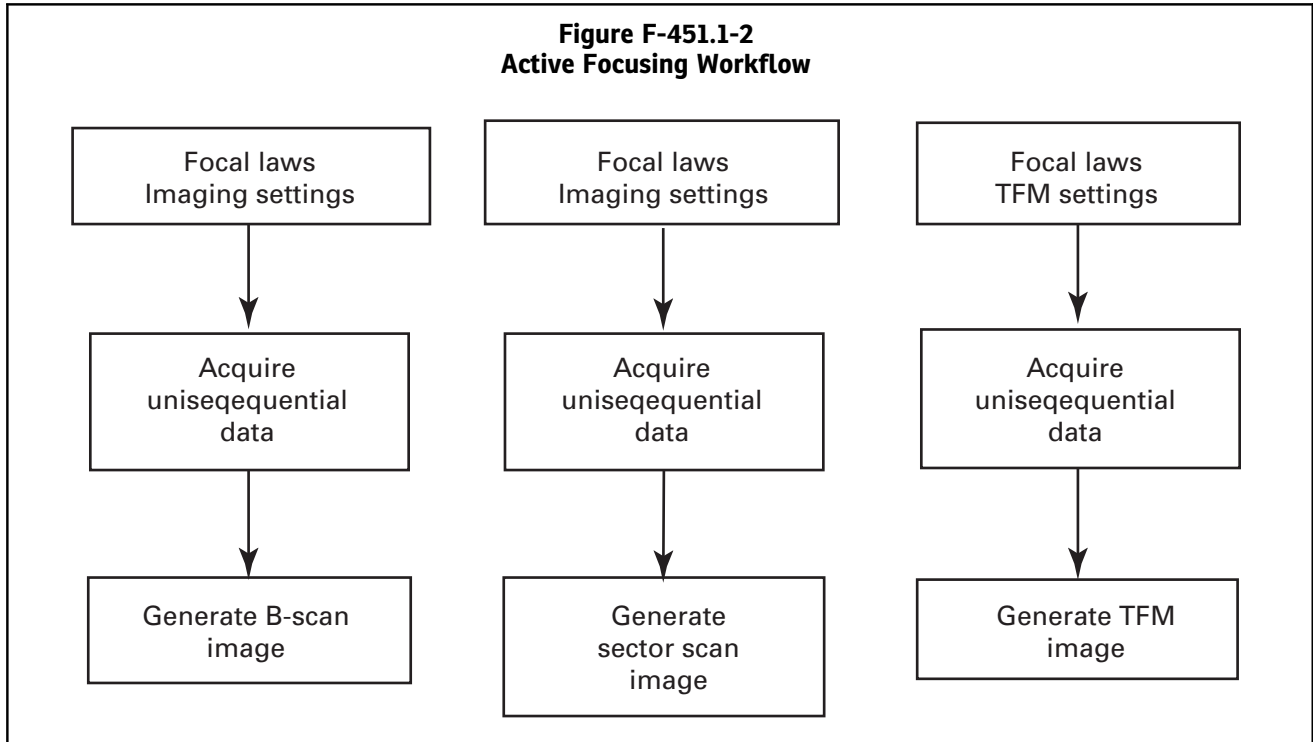 Figure F-451.1-2
Active Focusing Workflow
Focal laws
Imaging settings
Focal laws
Imaging settings
Focal laws
TFM settings
Acquire
uniseqequential
data
Acquire
uniseqequential
data
Acquire
uniseqequential
data
Generate B-scan
image
Generate
sector scan
image
Generate TFM
image